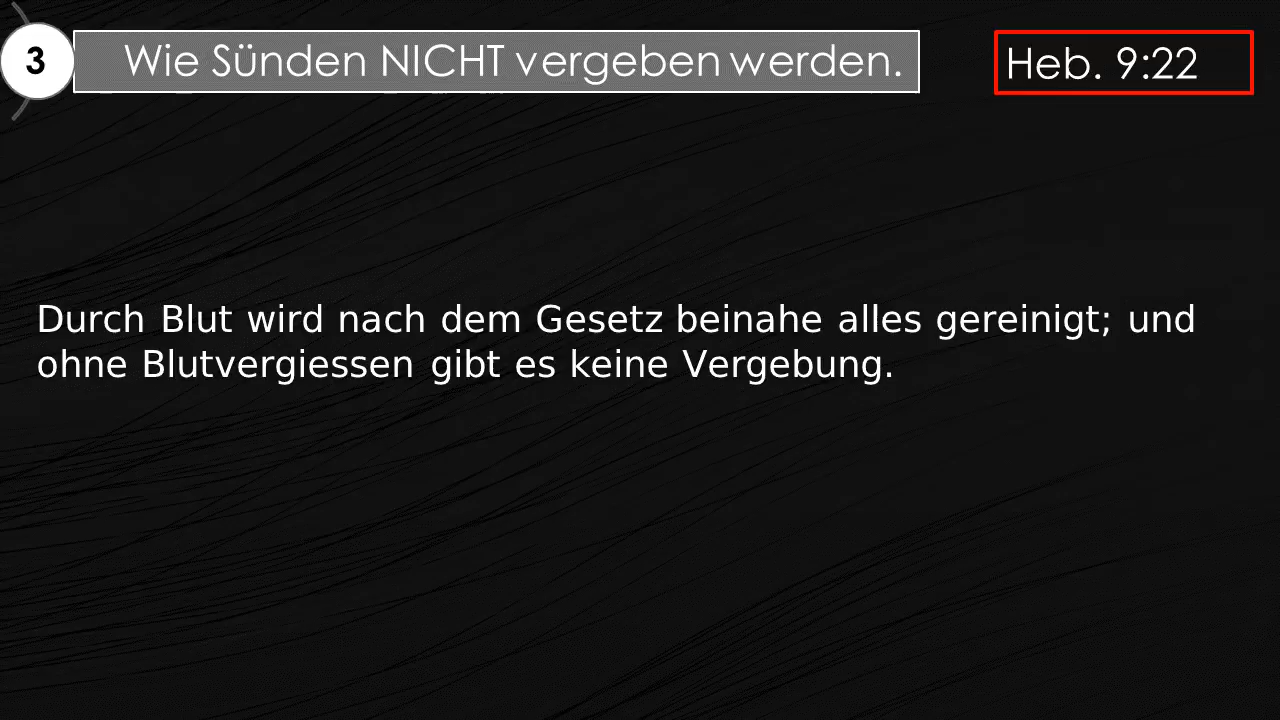 3
Wie Sünden NICHT vergeben werden.
Heb. 9:22
Durch Blut wird nach dem Gesetz beinahe alles gereinigt; und
ohne Blutvergiessen gibt es keine Vergebung.